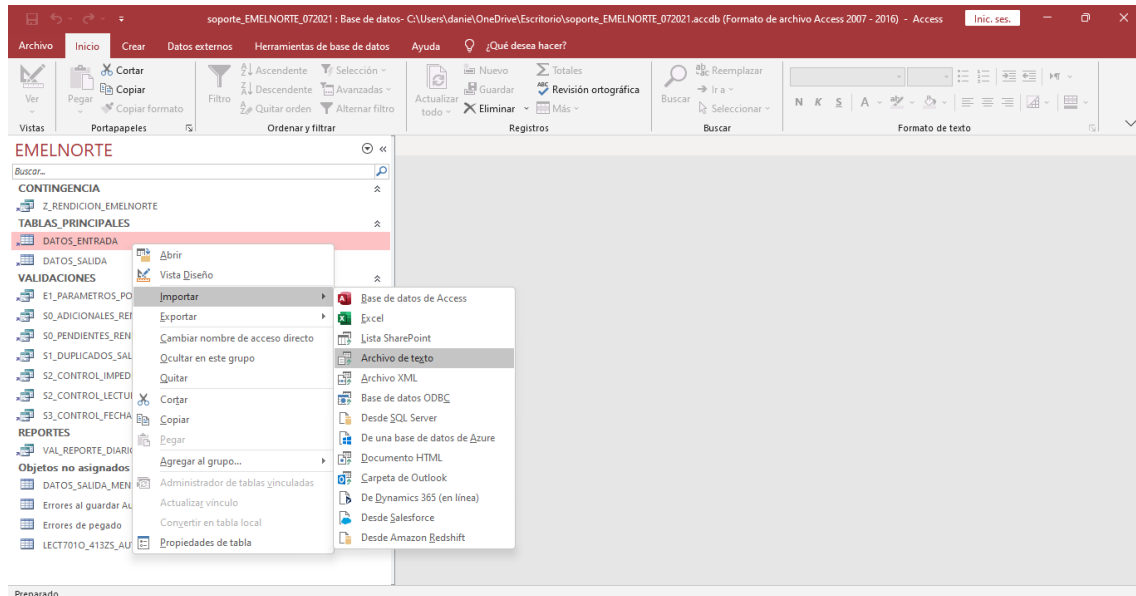 soporte_EMELNORTE_072021 : Base de datos- C:\Users\danie\OneDrive\Escritorio\soporte_EMELNORTE_072021.accdb (Formato de archivo Access 2007 - 2016) - Access Inic. ses.
Archivo Inicio Crear Datos externos Herramientas de base de datos Ayuda ¿Qué desea hacer?
Ver
Vistas
Pegar
Cortar
Copiar
Copiar formato
Portapapeles
Filtro
Ascendente
Descendente
Quitar orden
Selección
Avanzadas
Alternar filtro
Ordenar y filtrar
Actualizar todo
Nuevo
Guardar
Eliminar
Totales
Revisión ortográfica
Más
Registros
Buscar
Reemplazar
Ir a
Seleccionar
Buscar
N K S A
Formato de texto
EMELNORTE
Buscar...
CONTINGENCIA
Z_RENDICION_EMELNORTE
TABLAS_PRINCIPALES
DATOS_ENTRADA
DATOS_SALIDA
VALIDACIONES
E1_PARAMETROS_PO
S0_ADICIONALES_REN
S0_PENDIENTES_REN
S1_DUPLICADOS_SAL
S2_CONTROL_IMPED
S2_CONTROL_LECTU
S3_CONTROL_FECHA
REPORTES
VAL_REPORTE_DIARI
Objetos no asignados
DATOS_SALIDA_MEN
Errores al guardar Au
Errores de pegado
LECT701O_413ZS_AU
Abrir
Vista Diseño
Importar
Exportar
Cambiar nombre de acceso directo
Ocultar en este grupo
Quitar
Cortar
Copiar
Pegar
Agregar al grupo...
Administrador de tablas vinculadas
Actualizar vínculo
Convertir en tabla local
Propiedades de tabla
Base de datos de Access
Excel
Lista SharePoint
Archivo de texto
Archivo XML
Base de datos ODBC
Desde SQL Server
De una base de datos de Azure
Documento HTML
Carpeta de Outlook
De Dynamics 365 (en línea)
Desde Salesforce
Desde Amazon Redshift
Preparado